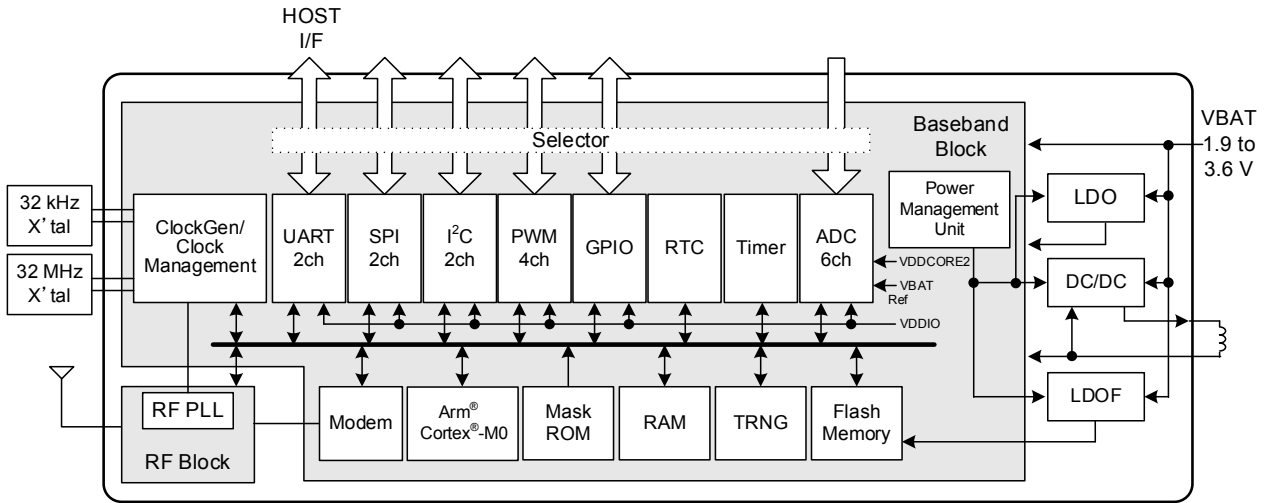 HOST
I/F
Selector
Baseband
Block
VBAT
1.9 to
3.6 V
32 kHz
X’tal
32 MHz
X’tal
ClockGen/
Clock
Management
UART
2ch
SPI
2ch
I²C
2ch
PWM
4ch
GPIO
RTC
Timer
ADC
6ch
Power
Management
Unit
LDO
DC/DC
LDOF
VDDCORE2
VBAT
Ref
VDDIO
RF PLL
RF Block
Modem
Arm®
Cortex®-M0
Mask
ROM
RAM
TRNG
Flash
Memory